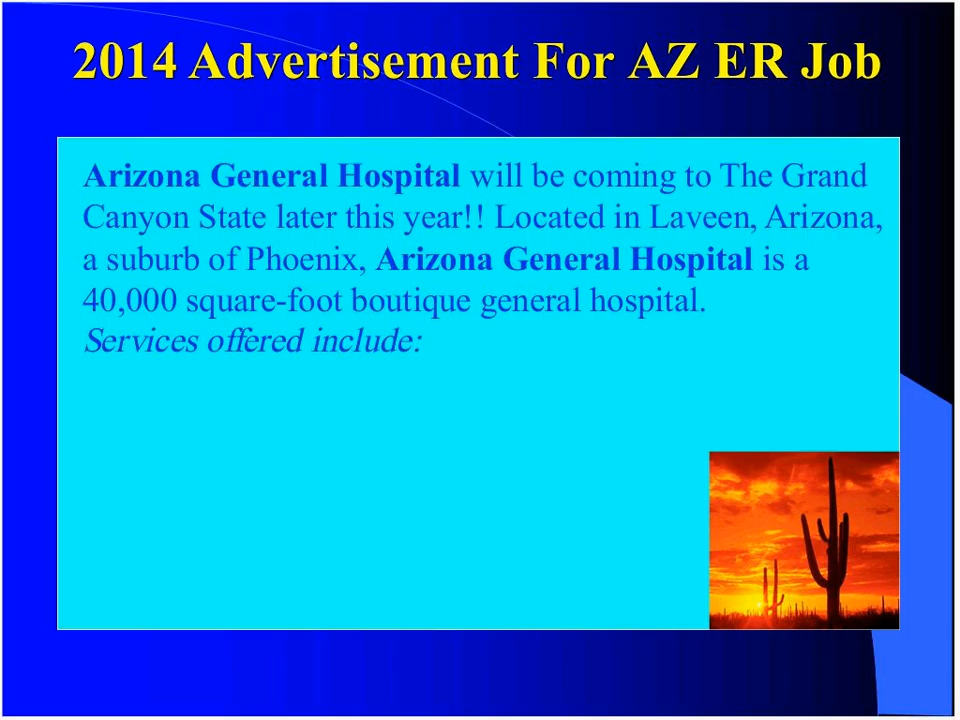 2014 Advertisement For AZ ER Job
Arizona General Hospital will be coming to The Grand
Canyon State later this year!! Located in Laveen, Arizona,
a suburb of Phoenix, Arizona General Hospital is a
40,000 square-foot boutique general hospital.
Services offered include: